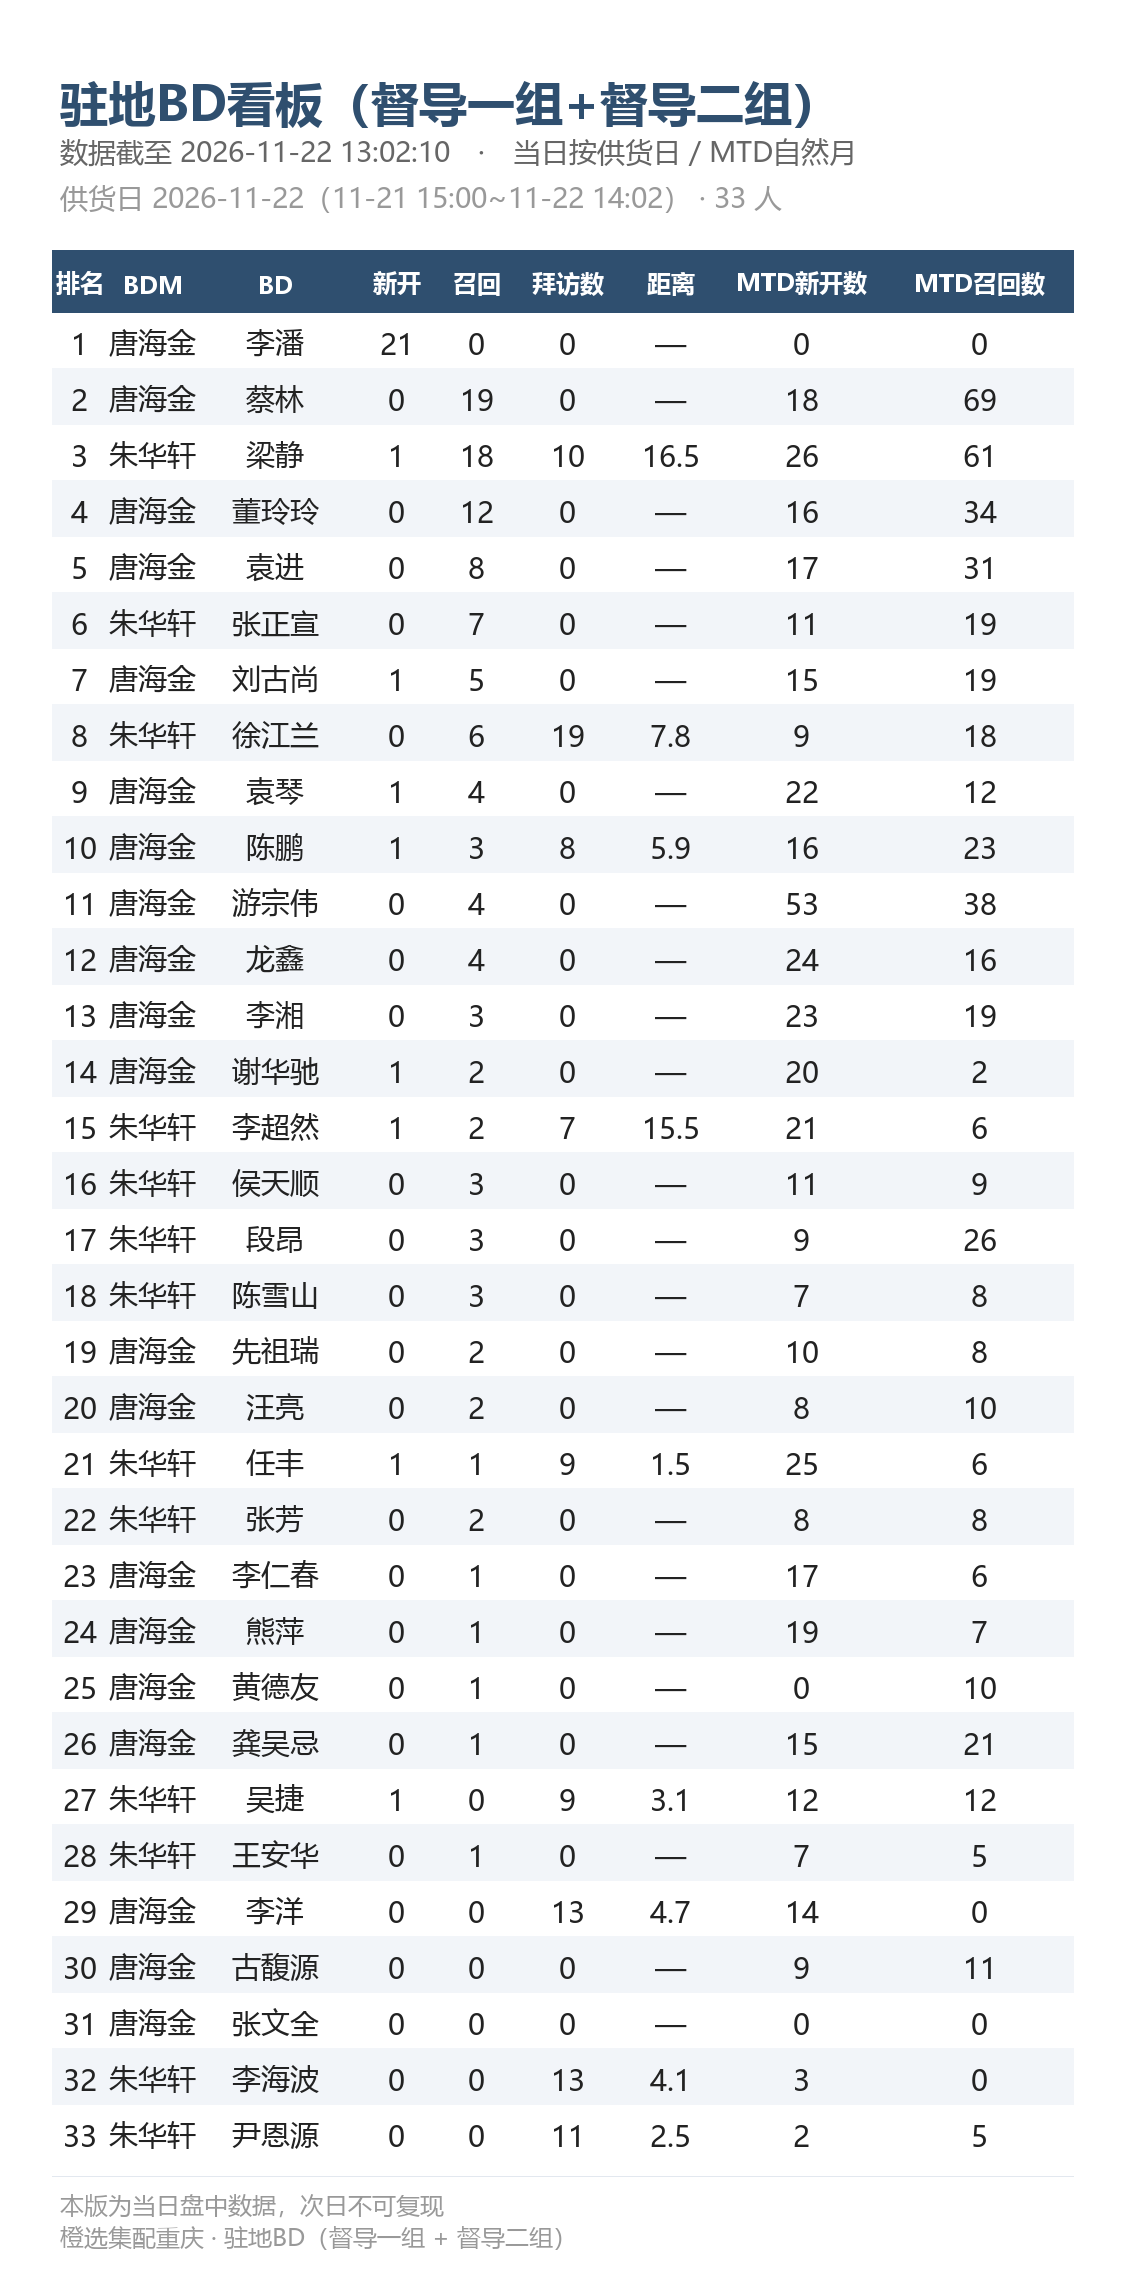 驻地BD看板（督导一组+督导二组）
数据截至 2026-11-22 13:02:10 · 当日按供货日 / MTD自然月
供货日 2026-11-22（11-21 15:00~11-22 14:02）· 33 人
排名 BDM BD 新开 召回 拜访数 距离 MTD新开数 MTD召回数
1 唐海金 李潘 21 0 0 — 0 0
2 唐海金 蔡林 0 19 0 — 18 69
3 朱华轩 梁静 1 18 10 16.5 26 61
4 唐海金 董玲玲 0 12 0 — 16 34
5 唐海金 袁进 0 8 0 — 17 31
6 朱华轩 张正宣 0 7 0 — 11 19
7 唐海金 刘古尚 1 5 0 — 15 19
8 朱华轩 徐江兰 0 6 19 7.8 9 18
9 唐海金 袁琴 1 4 0 — 22 12
10 唐海金 陈鹏 1 3 8 5.9 16 23
11 唐海金 游宗伟 0 4 0 — 53 38
12 唐海金 龙鑫 0 4 0 — 24 16
13 唐海金 李湘 0 3 0 — 23 19
14 唐海金 谢华驰 1 2 0 — 20 2
15 朱华轩 李超然 1 2 7 15.5 21 6
16 朱华轩 侯天顺 0 3 0 — 11 9
17 朱华轩 段昂 0 3 0 — 9 26
18 朱华轩 陈雪山 0 3 0 — 7 8
19 唐海金 先祖瑞 0 2 0 — 10 8
20 唐海金 汪亮 0 2 0 — 8 10
21 朱华轩 任丰 1 1 9 1.5 25 6
22 朱华轩 张芳 0 2 0 — 8 8
23 唐海金 李仁春 0 1 0 — 17 6
24 唐海金 熊萍 0 1 0 — 19 7
25 唐海金 黄德友 0 1 0 — 0 10
26 唐海金 龚吴忌 0 1 0 — 15 21
27 朱华轩 吴捷 1 0 9 3.1 12 12
28 朱华轩 王安华 0 1 0 — 7 5
29 唐海金 李洋 0 0 13 4.7 14 0
30 唐海金 古馥源 0 0 0 — 9 11
31 唐海金 张文全 0 0 0 — 0 0
32 朱华轩 李海波 0 0 13 4.1 3 0
33 朱华轩 尹恩源 0 0 11 2.5 2 5
本版为当日盘中数据，次日不可复现
橙选集配重庆 · 驻地BD（督导一组 + 督导二组）